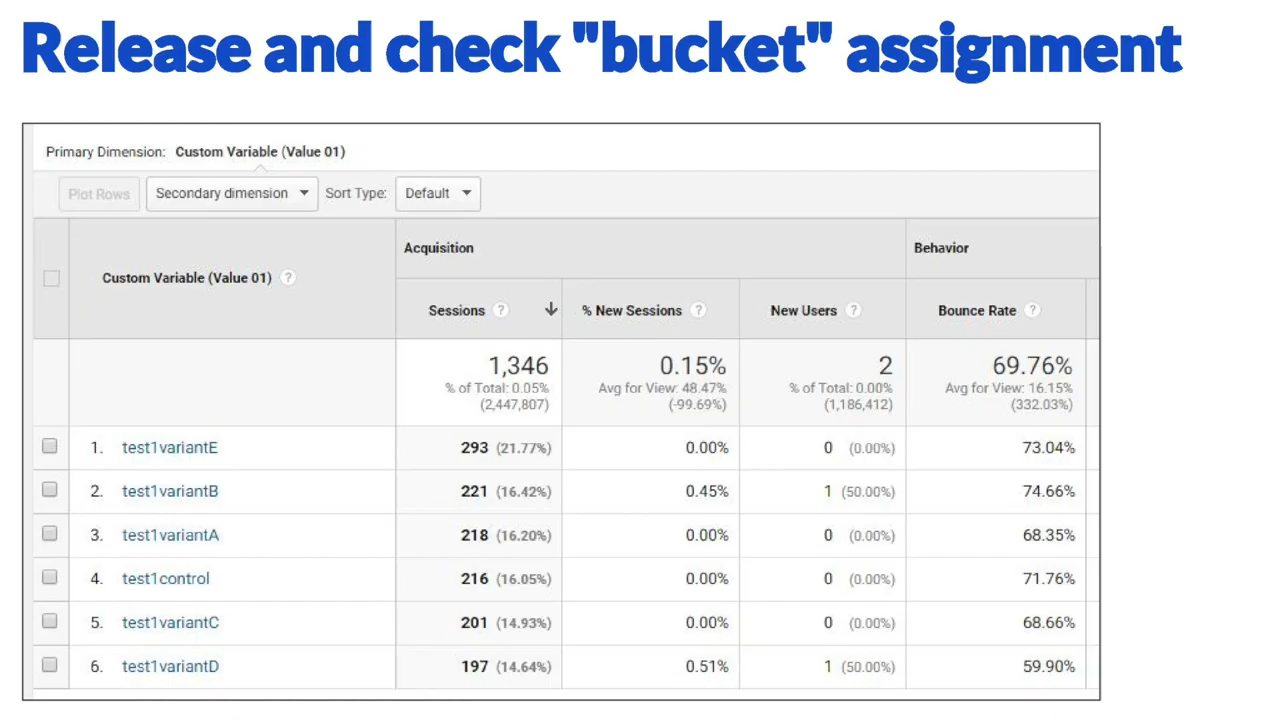 Release and check "bucket" assignment
Primary Dimension: Custom Variable (Value 01)
Plot Rows Secondary dimension Sort Type: Default
Acquisition Behavior
Custom Variable (Value 01) ?
Sessions ? % New Sessions ? New Users ? Bounce Rate ?
1,346 0.15% 2 69.76%
% of Total: 0.05% Avg for View: 48.47% % of Total: 0.00% Avg for View: 16.15%
(2,447,807) (-99.69%) (1,186,412) (332.03%)
1. test1variantE 293 (21.77%) 0.00% 0 (0.00%) 73.04%
2. test1variantB 221 (16.42%) 0.45% 1 (50.00%) 74.66%
3. test1variantA 218 (16.20%) 0.00% 0 (0.00%) 68.35%
4. test1control 216 (16.05%) 0.00% 0 (0.00%) 71.76%
5. test1variantC 201 (14.93%) 0.00% 0 (0.00%) 68.66%
6. test1variantD 197 (14.64%) 0.51% 1 (50.00%) 59.90%